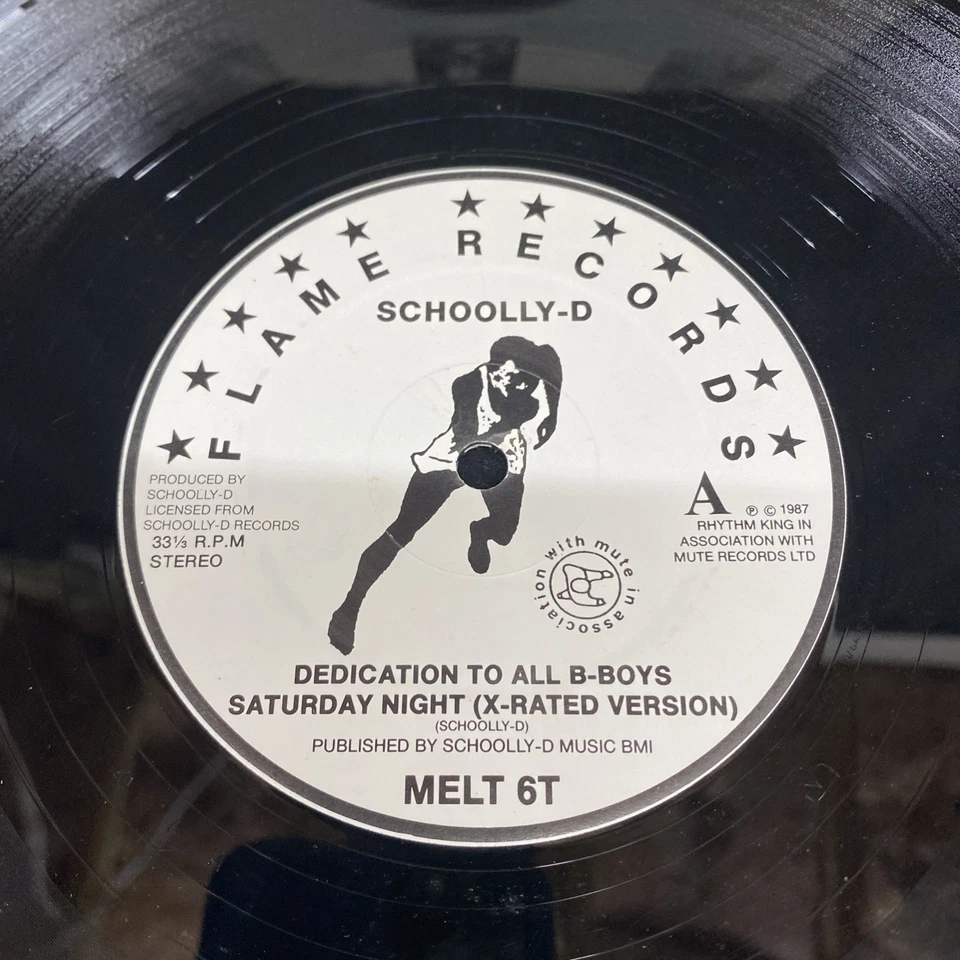 FLAME RECORDS
SCHOOLLY-D
PRODUCED BY
SCHOOLLY-D
LICENSED FROM
SCHOOLLY-D RECORDS
33⅓ R.P.M
STEREO
A
℗ © 1987
RHYTHM KING IN
ASSOCIATION WITH
MUTE RECORDS LTD
in association with mute
DEDICATION TO ALL B-BOYS
SATURDAY NIGHT (X-RATED VERSION)
(SCHOOLLY-D)
PUBLISHED BY SCHOOLLY-D MUSIC BMI
MELT 6T